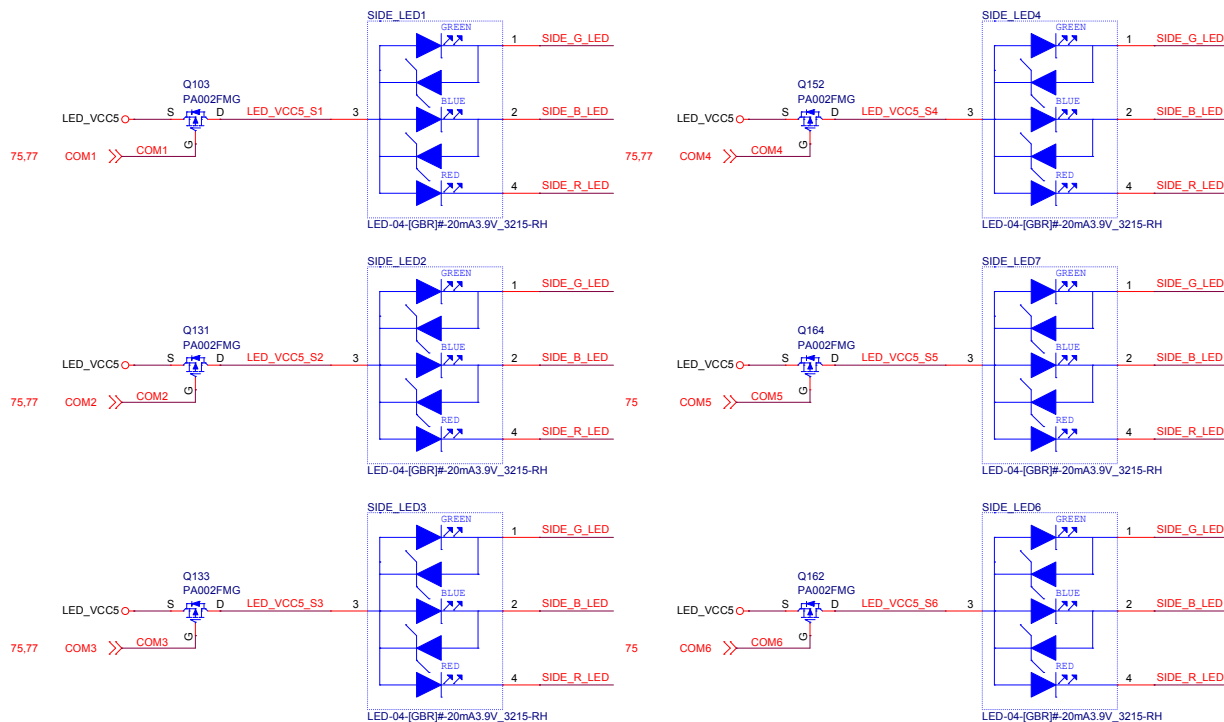 SIDE_LED1
GREEN
1 SIDE_G_LED
Q103
PA002FMG
LED_VCC5 S D LED_VCC5_S1 3
BLUE
2 SIDE_B_LED
G
75,77 COM1 COM1
RED
4 SIDE_R_LED
LED-04-[GBR]#-20mA3.9V_3215-RH
SIDE_LED4
GREEN
1 SIDE_G_LED
Q152
PA002FMG
LED_VCC5 S D LED_VCC5_S4 3
BLUE
2 SIDE_B_LED
G
75,77 COM4 COM4
RED
4 SIDE_R_LED
LED-04-[GBR]#-20mA3.9V_3215-RH
SIDE_LED2
GREEN
1 SIDE_G_LED
Q131
PA002FMG
LED_VCC5 S D LED_VCC5_S2 3
BLUE
2 SIDE_B_LED
G
75,77 COM2 COM2
RED
4 SIDE_R_LED
LED-04-[GBR]#-20mA3.9V_3215-RH
SIDE_LED7
GREEN
1 SIDE_G_LED
Q164
PA002FMG
LED_VCC5 S D LED_VCC5_S5 3
BLUE
2 SIDE_B_LED
G
75 COM5 COM5
RED
4 SIDE_R_LED
LED-04-[GBR]#-20mA3.9V_3215-RH
SIDE_LED3
GREEN
1 SIDE_G_LED
Q133
PA002FMG
LED_VCC5 S D LED_VCC5_S3 3
BLUE
2 SIDE_B_LED
G
75,77 COM3 COM3
RED
4 SIDE_R_LED
LED-04-[GBR]#-20mA3.9V_3215-RH
SIDE_LED6
GREEN
1 SIDE_G_LED
Q162
PA002FMG
LED_VCC5 S D LED_VCC5_S6 3
BLUE
2 SIDE_B_LED
G
75 COM6 COM6
RED
4 SIDE_R_LED
LED-04-[GBR]#-20mA3.9V_3215-RH